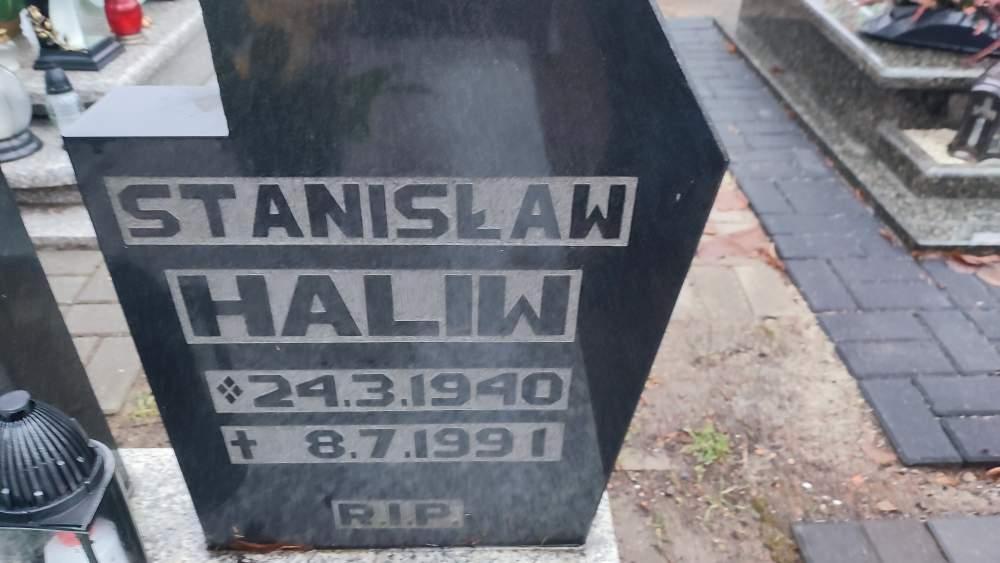 STANISŁAW
HALIW
24.3.1940
† 8.7.1991
R.I.P.